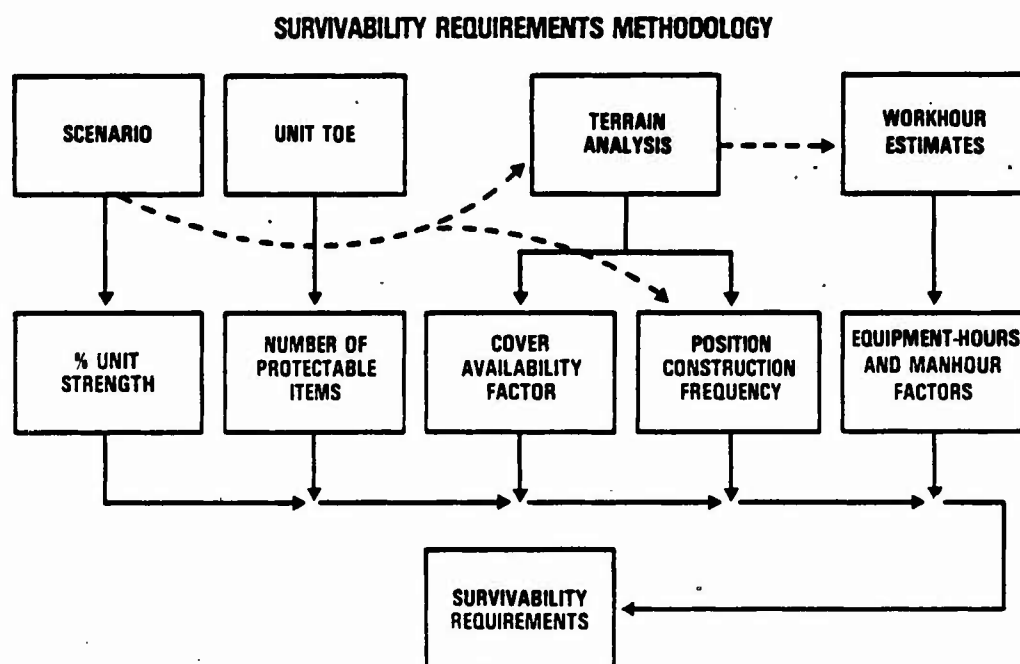 SURVIVABILITY REQUIREMENTS METHODOLOGY
SCENARIO
UNIT TOE
TERRAIN
ANALYSIS
WORKHOUR
ESTIMATES
% UNIT
STRENGTH
NUMBER OF
PROTECTABLE
ITEMS
COVER
AVAILABILITY
FACTOR
POSITION
CONSTRUCTION
FREQUENCY
EQUIPMENT-HOURS
AND MANHOUR
FACTORS
SURVIVABILITY
REQUIREMENTS